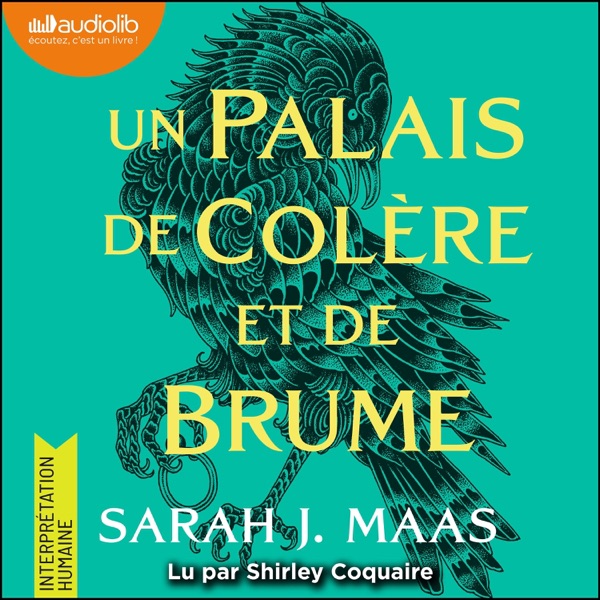 audiolib
écoutez, c'est un livre !
UN PALAIS
DE COLÈRE
ET DE
BRUME
SARAH J. MAAS
Lu par Shirley Coquaire
INTERPRÉTATION
HUMAINE